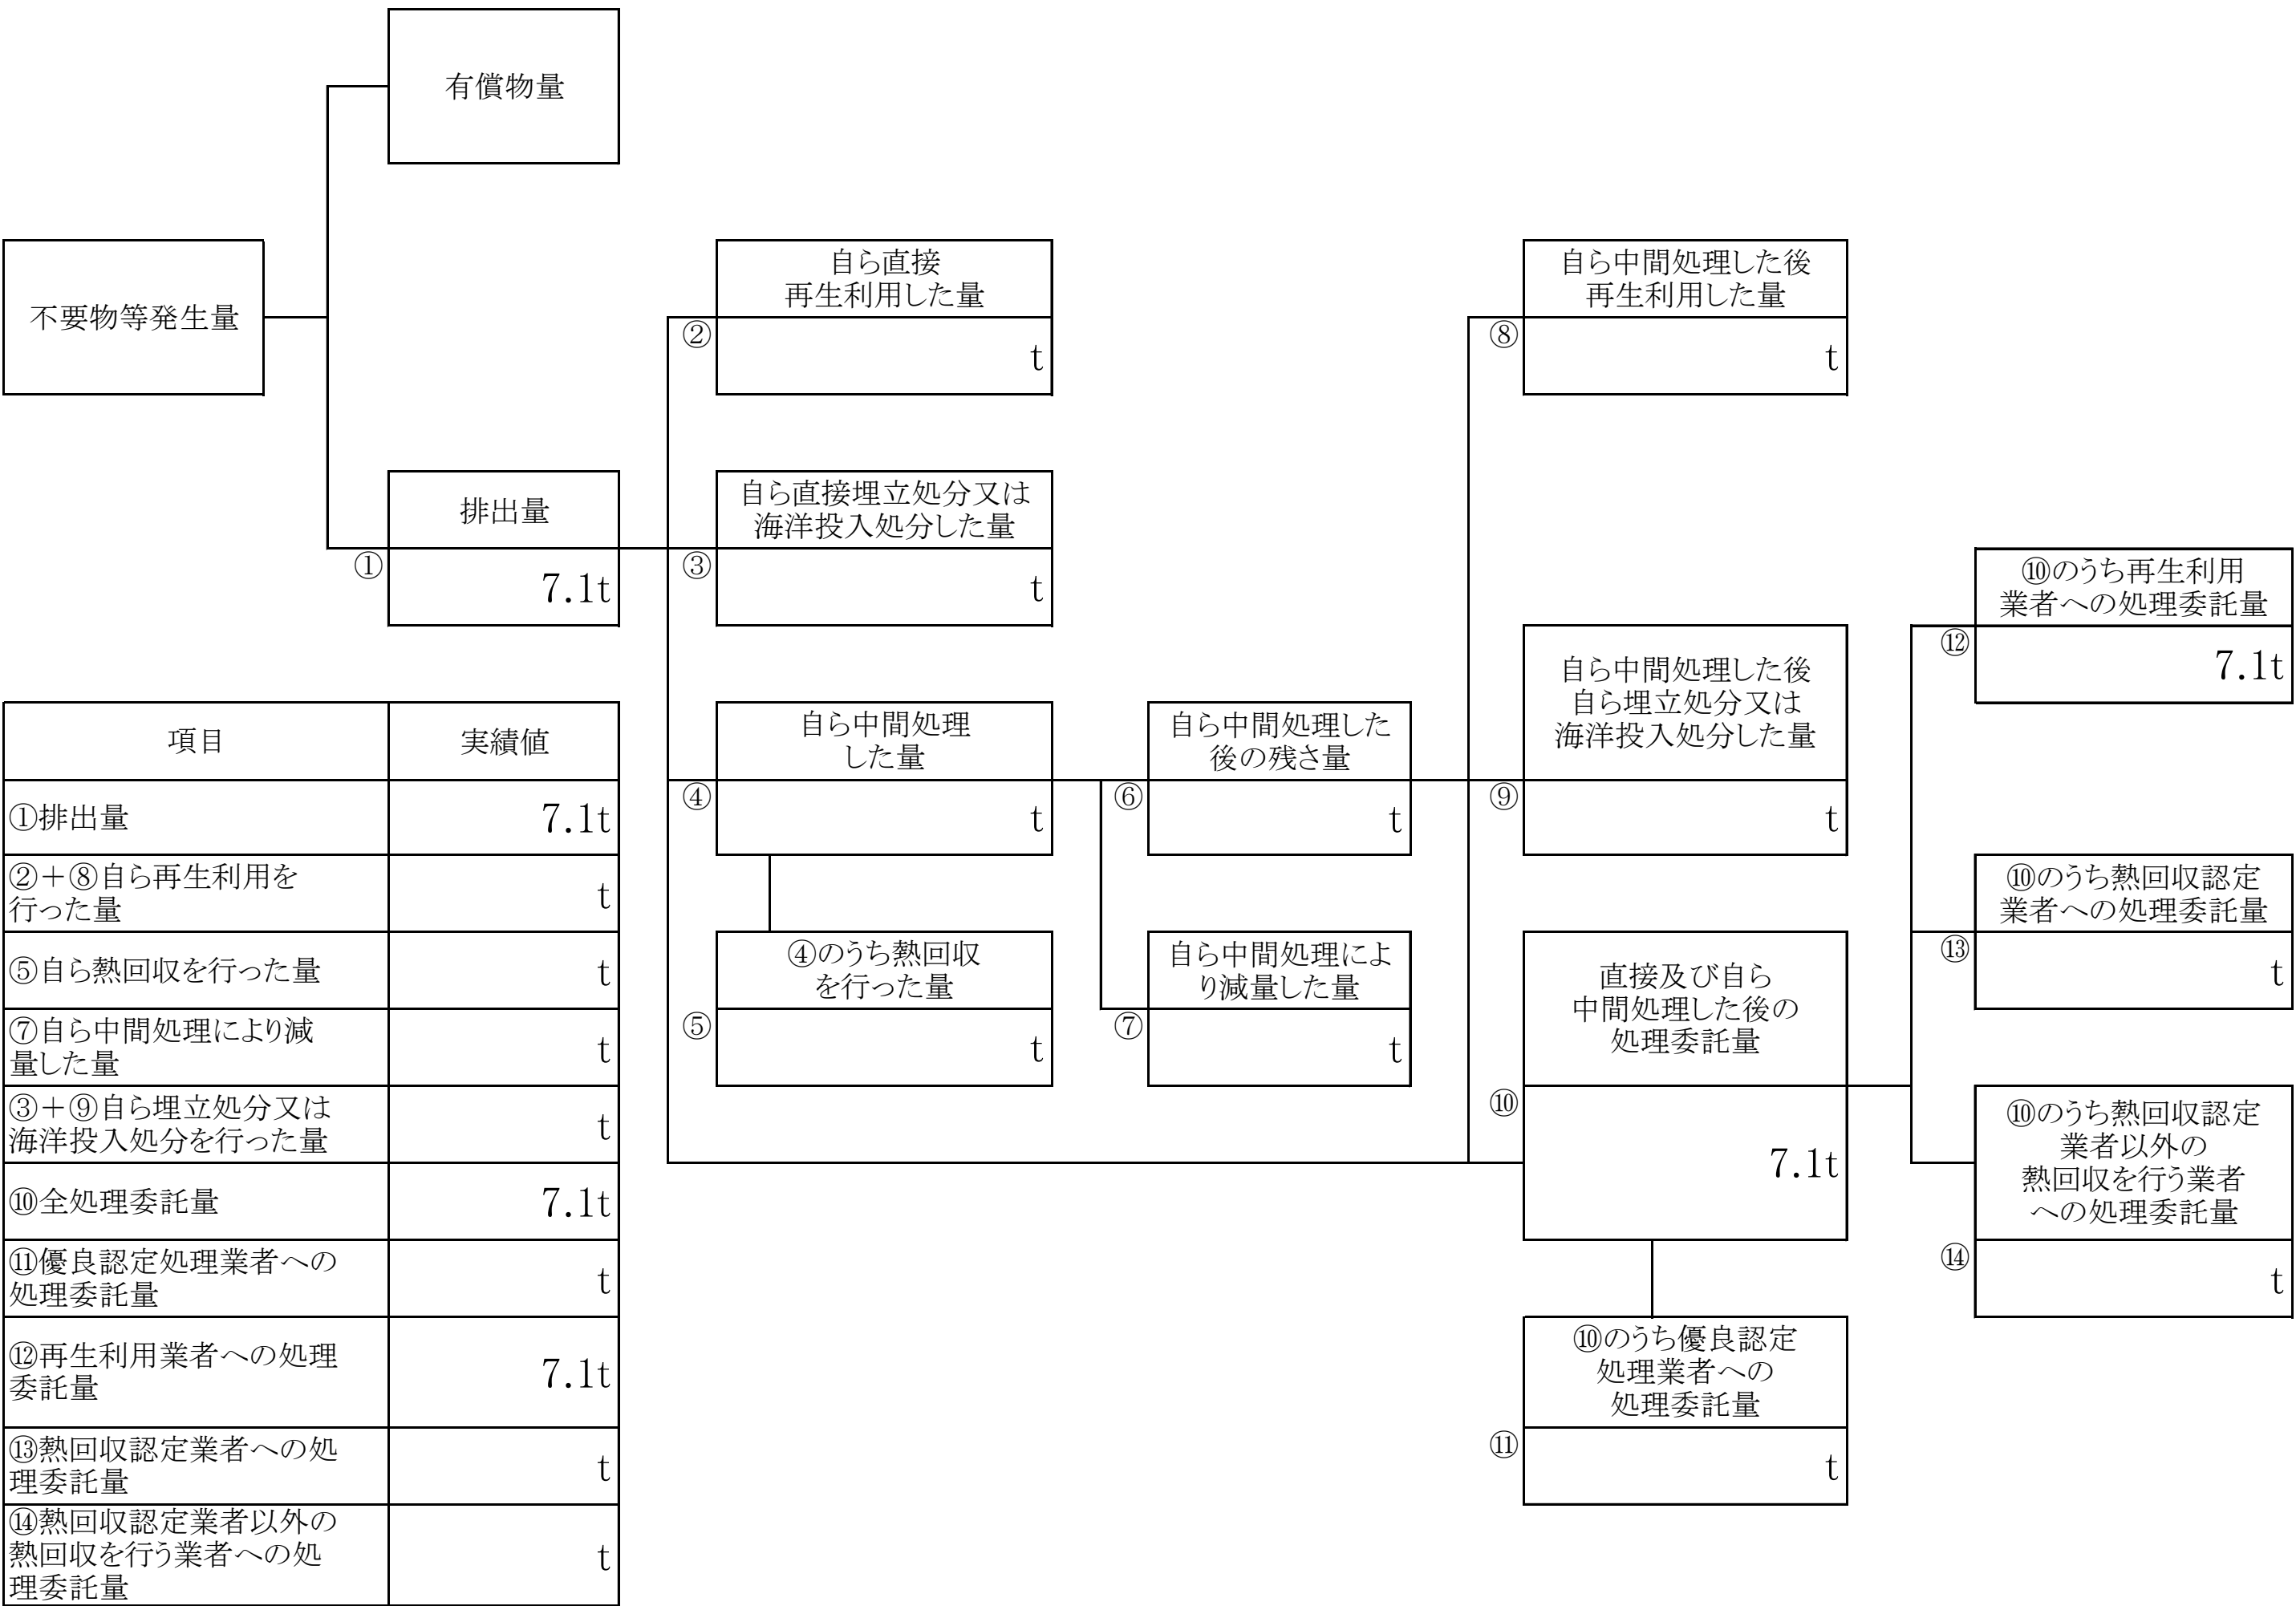 有償物量
不要物等発生量
自ら直接
再生利用した量
②
t
自ら中間処理した後
再生利用した量
⑧
t
排出量
①
7.1t
自ら直接埋立処分又は
海洋投入処分した量
③
t
⑩のうち再生利用
業者への処理委託量
⑫
7.1t
自ら中間処理
した量
④
t
自ら中間処理した
後の残さ量
⑥
t
自ら中間処理した後
自ら埋立処分又は
海洋投入処分した量
⑨
t
⑩のうち熱回収認定
業者への処理委託量
⑬
t
④のうち熱回収
を行った量
⑤
t
自ら中間処理によ
り減量した量
⑦
t
直接及び自ら
中間処理した後の
処理委託量
⑩
7.1t
⑩のうち熱回収認定
業者以外の
熱回収を行う業者
への処理委託量
⑭
t
⑩のうち優良認定
処理業者への
処理委託量
⑪
t
項目 実績値
①排出量 7.1t
②+⑧自ら再生利用を
行った量 t
⑤自ら熱回収を行った量 t
⑦自ら中間処理により減
量した量 t
③+⑨自ら埋立処分又は
海洋投入処分を行った量 t
⑩全処理委託量 7.1t
⑪優良認定処理業者への
処理委託量 t
⑫再生利用業者への処理
委託量 7.1t
⑬熱回収認定業者への処
理委託量 t
⑭熱回収認定業者以外の
熱回収を行う業者への処
理委託量 t